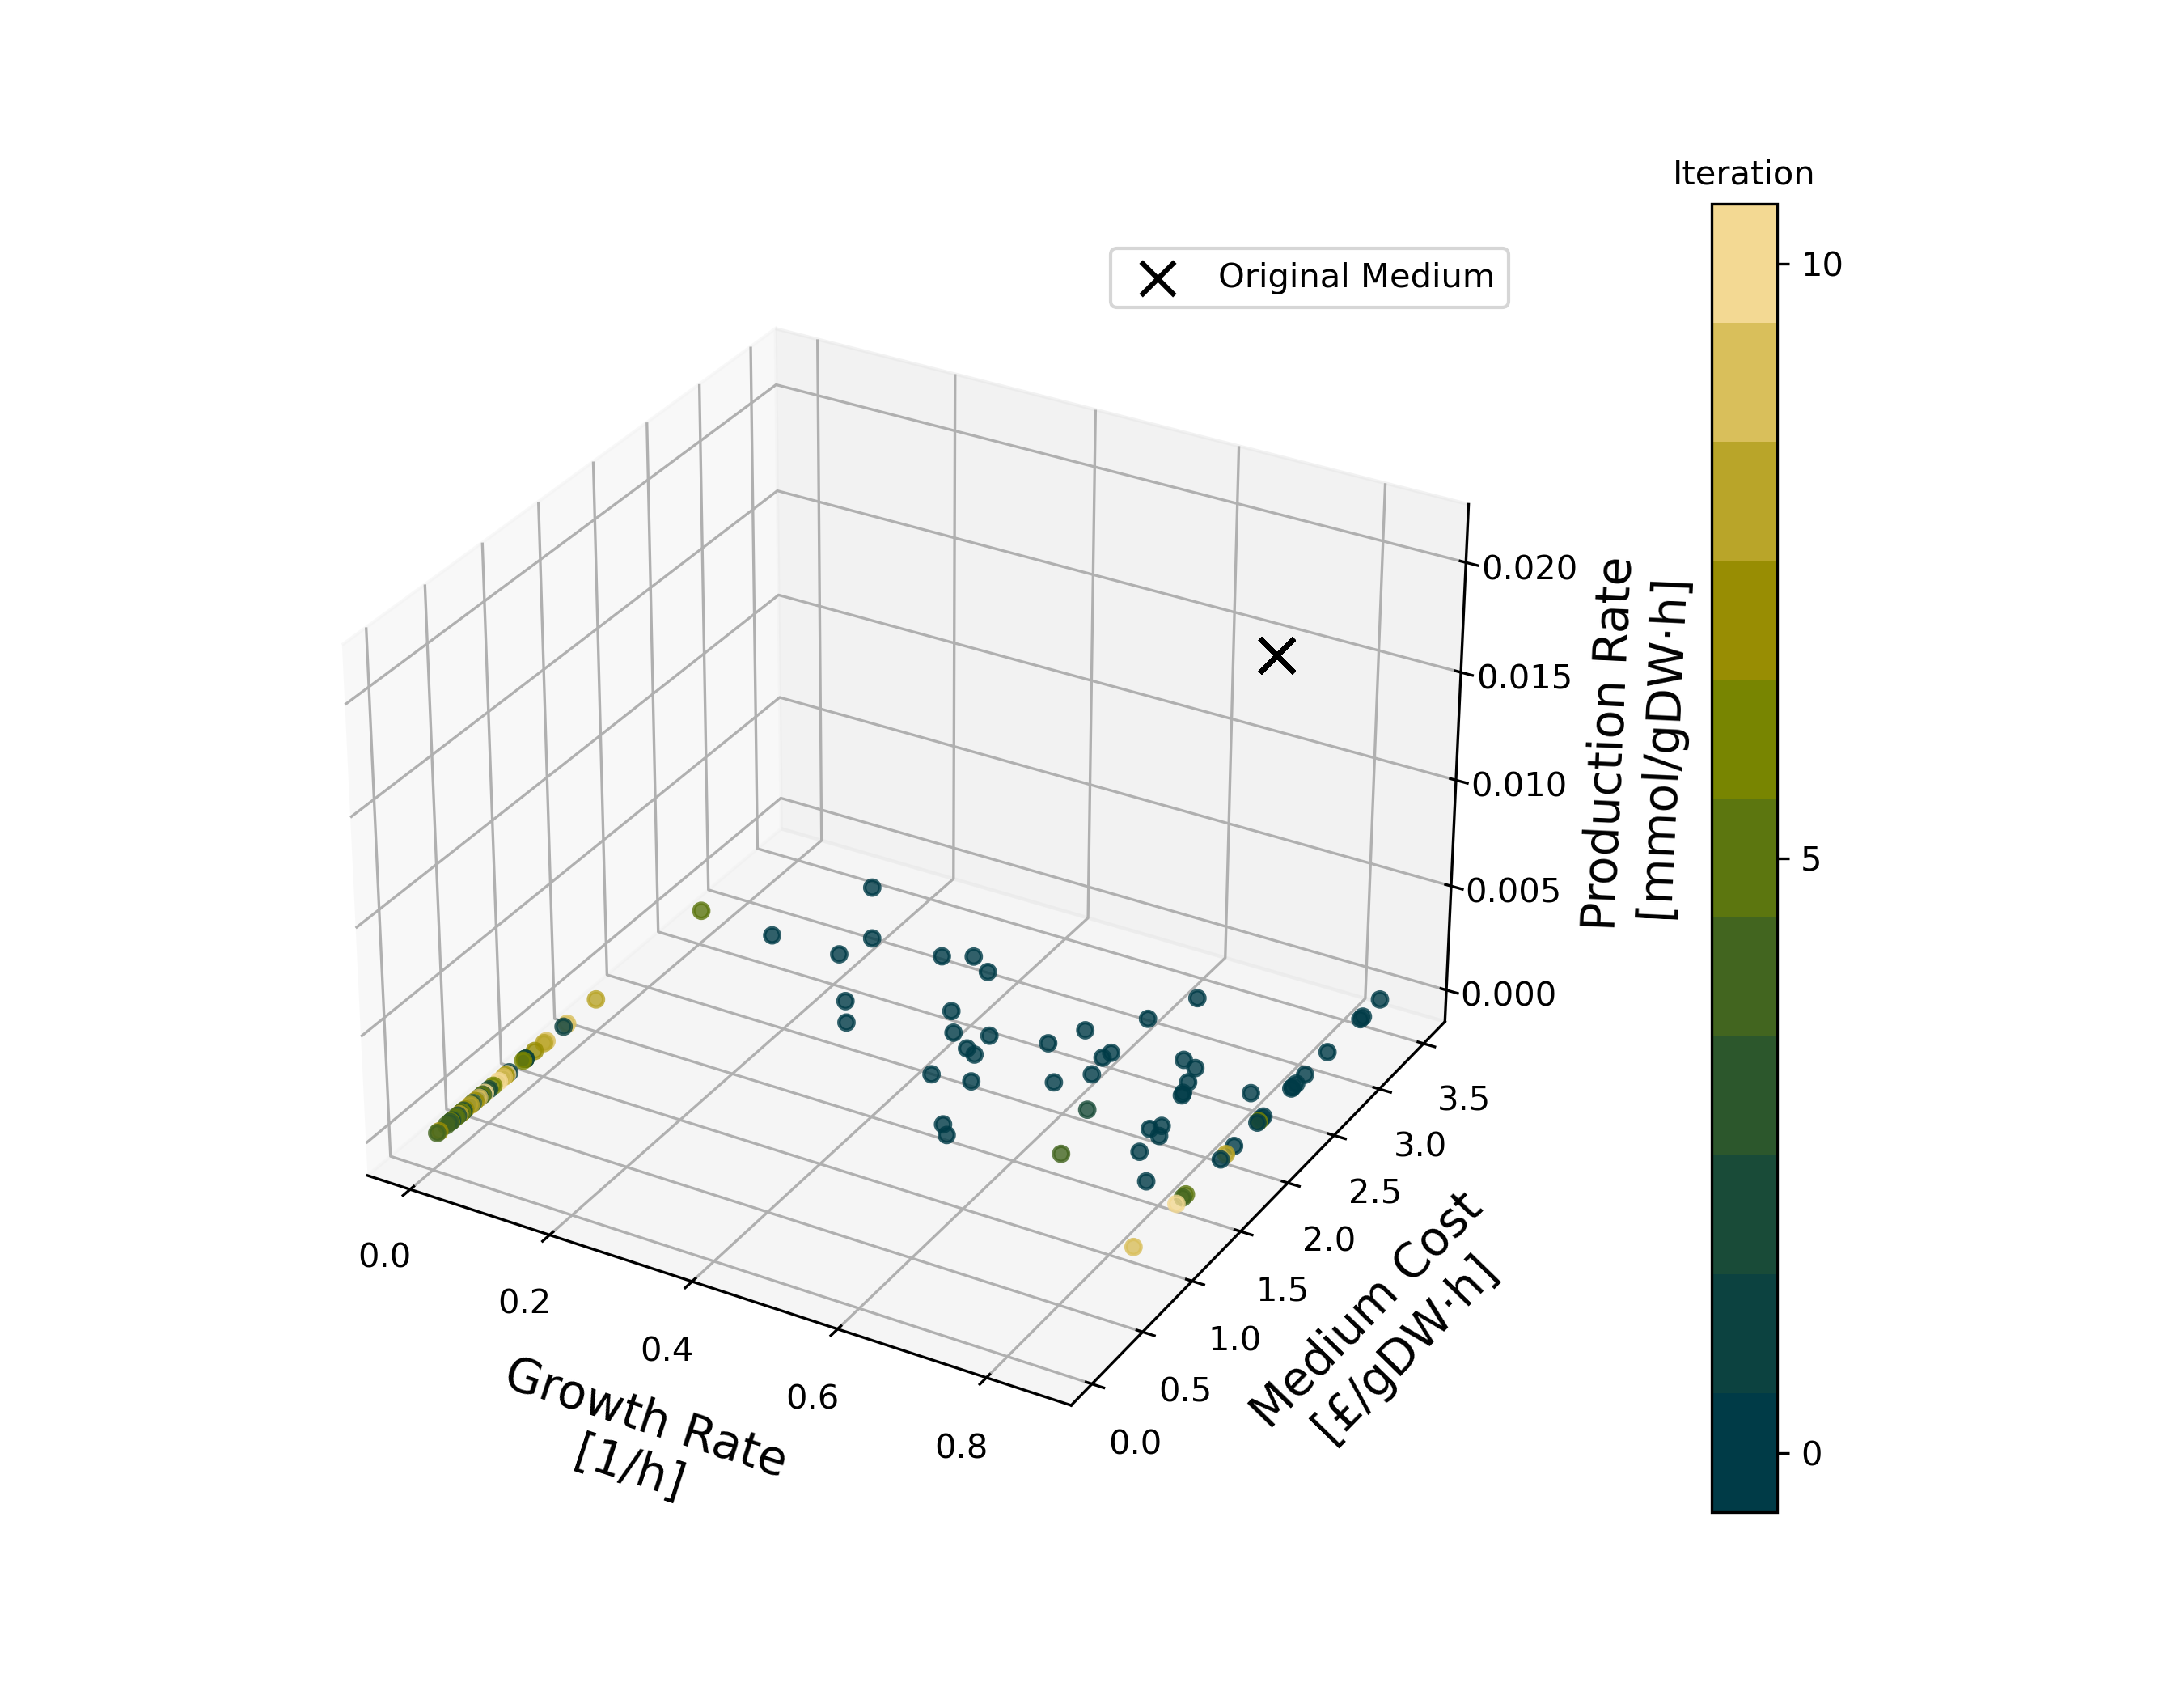 Iteration
Original Medium
10
5
0
0.020
0.015
0.010
0.005
0.000
Production Rate
[mmol/gDW·h]
3.5
3.0
2.5
2.0
1.5
1.0
0.5
0.0
Medium Cost
[£/gDW·h]
0.0
0.2
0.4
0.6
0.8
Growth Rate
[1/h]